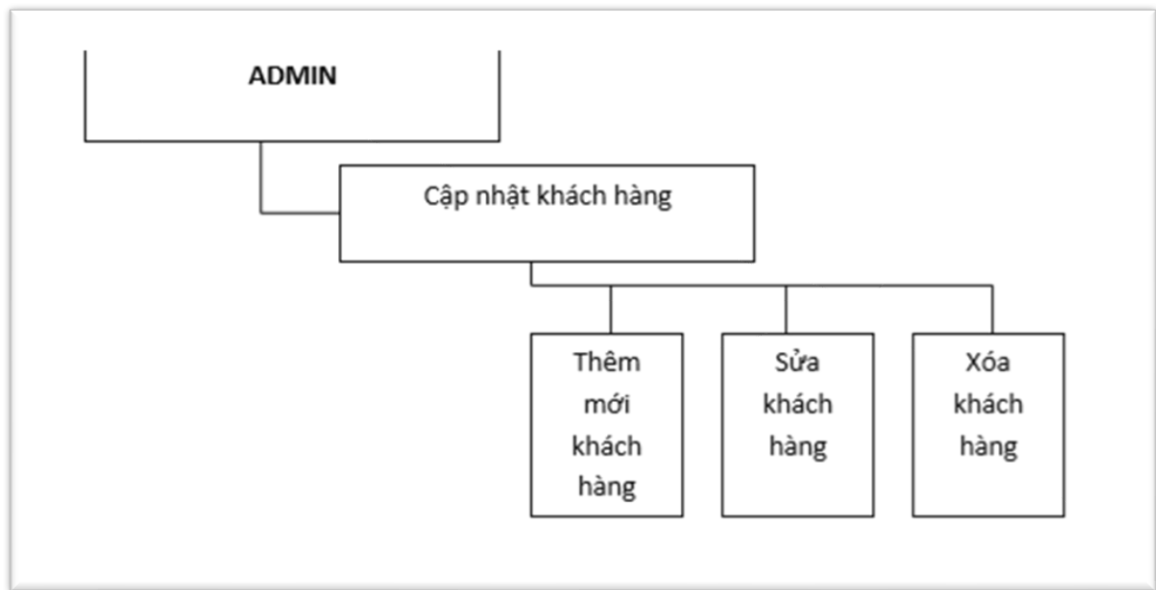 ADMIN
Cập nhật khách hàng
Thêm
mới
khách
hàng
Sửa
khách
hàng
Xóa
khách
hàng